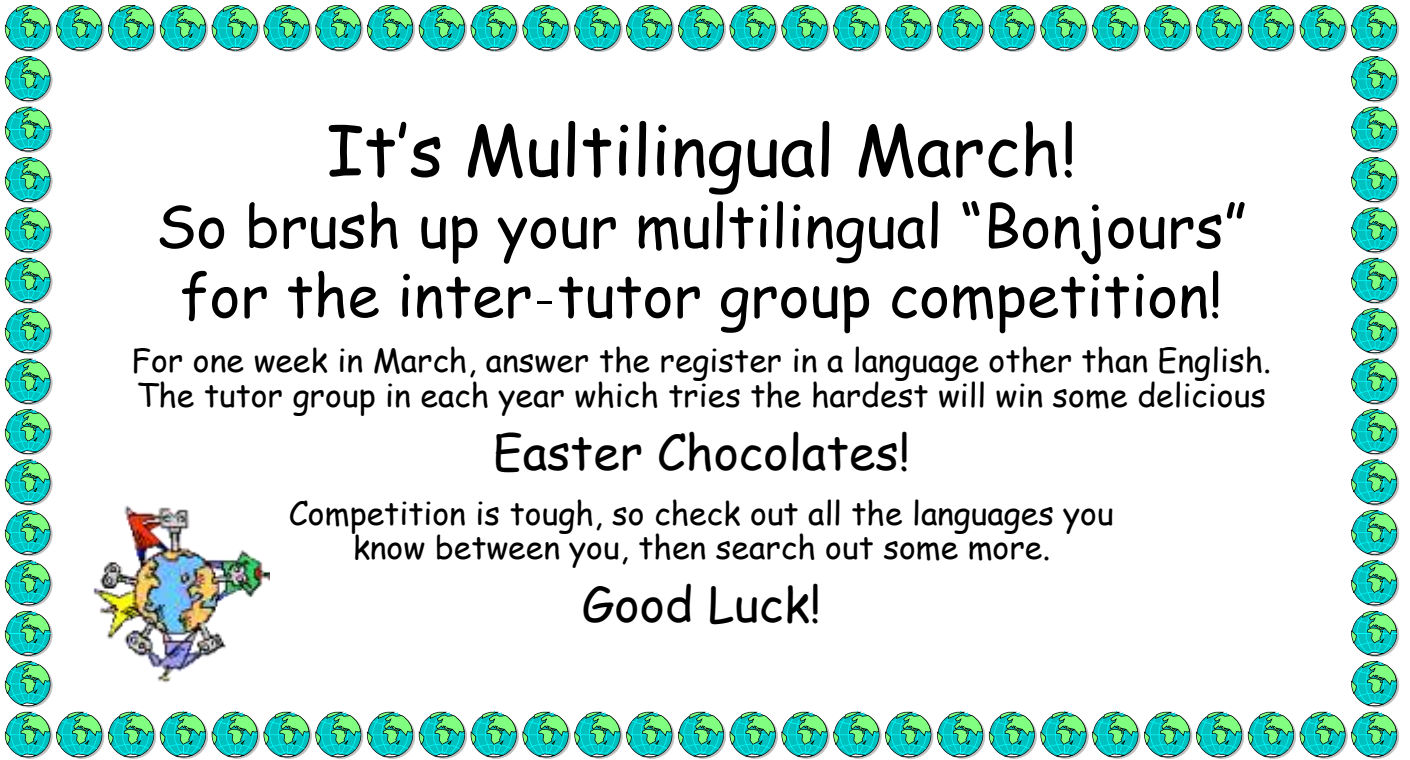 It's Multilingual March!
So brush up your multilingual “Bonjours”
for the inter-tutor group competition!
For one week in March, answer the register in a language other than English.
The tutor group in each year which tries the hardest will win some delicious
Easter Chocolates!
Competition is tough, so check out all the languages you
know between you, then search out some more.
Good Luck!